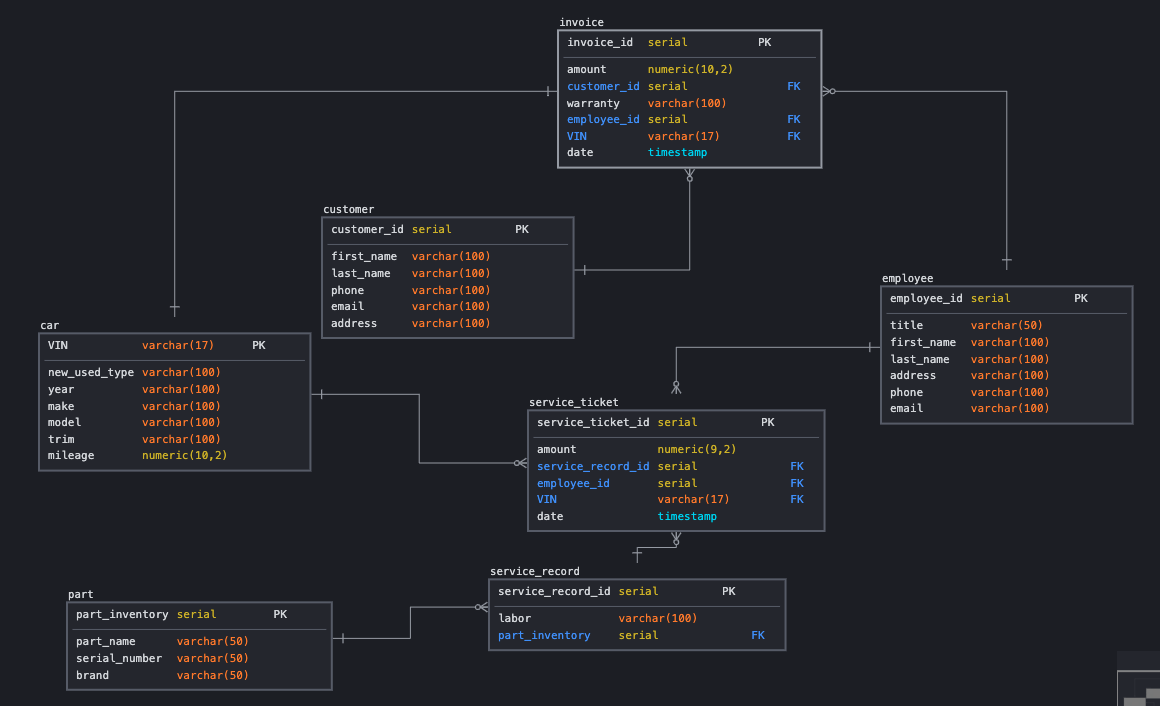 invoice
invoice_id serial PK
amount numeric(10,2)
customer_id serial FK
warranty varchar(100)
employee_id serial FK
VIN varchar(17) FK
date timestamp
customer
customer_id serial PK
first_name varchar(100)
last_name varchar(100)
phone varchar(100)
email varchar(100)
address varchar(100)
employee
employee_id serial PK
title varchar(50)
first_name varchar(100)
last_name varchar(100)
address varchar(100)
phone varchar(100)
email varchar(100)
car
VIN varchar(17) PK
new_used_type varchar(100)
year varchar(100)
make varchar(100)
model varchar(100)
trim varchar(100)
mileage numeric(10,2)
service_ticket
service_ticket_id serial PK
amount numeric(9,2)
service_record_id serial FK
employee_id serial FK
VIN varchar(17) FK
date timestamp
service_record
service_record_id serial PK
labor varchar(100)
part_inventory serial FK
part
part_inventory serial PK
part_name varchar(50)
serial_number varchar(50)
brand varchar(50)